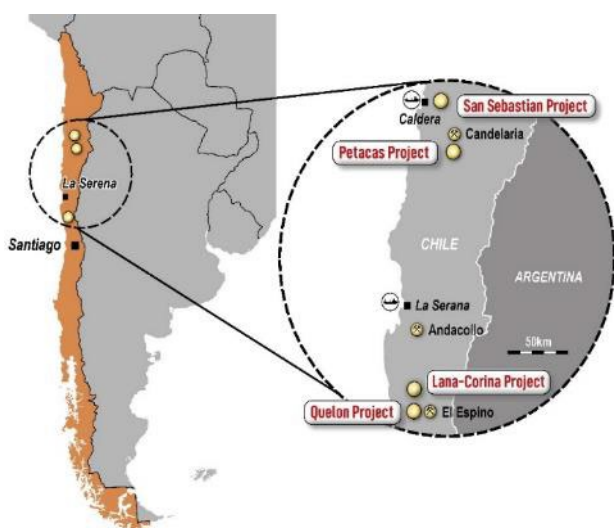 La Serena
Santiago
San Sebastian Project
Caldera
Candelaria
Petacas Project
CHILE
ARGENTINA
La Serana
Andacollo
50km
Lana-Corina Project
Quelon Project
El Espino